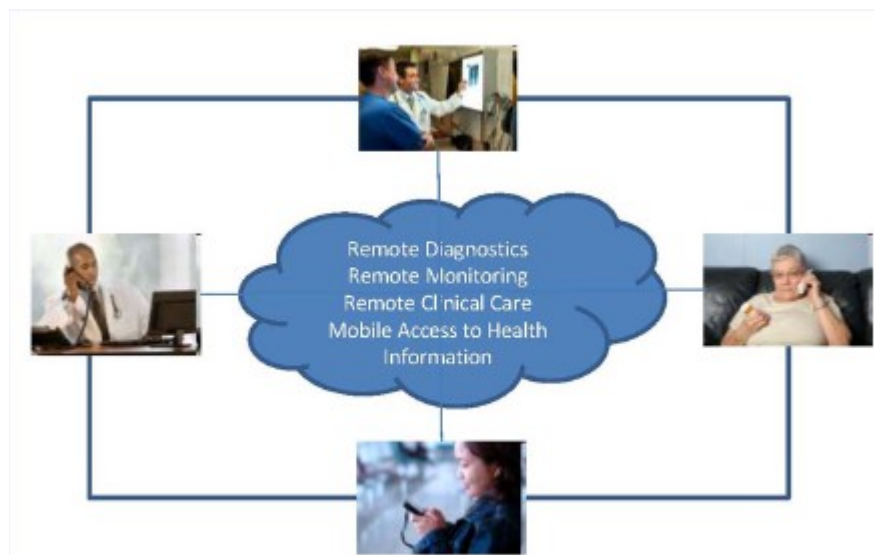 Remote Diagnostics
Remote Monitoring
Remote Clinical Care
Mobile Access to Health
Information